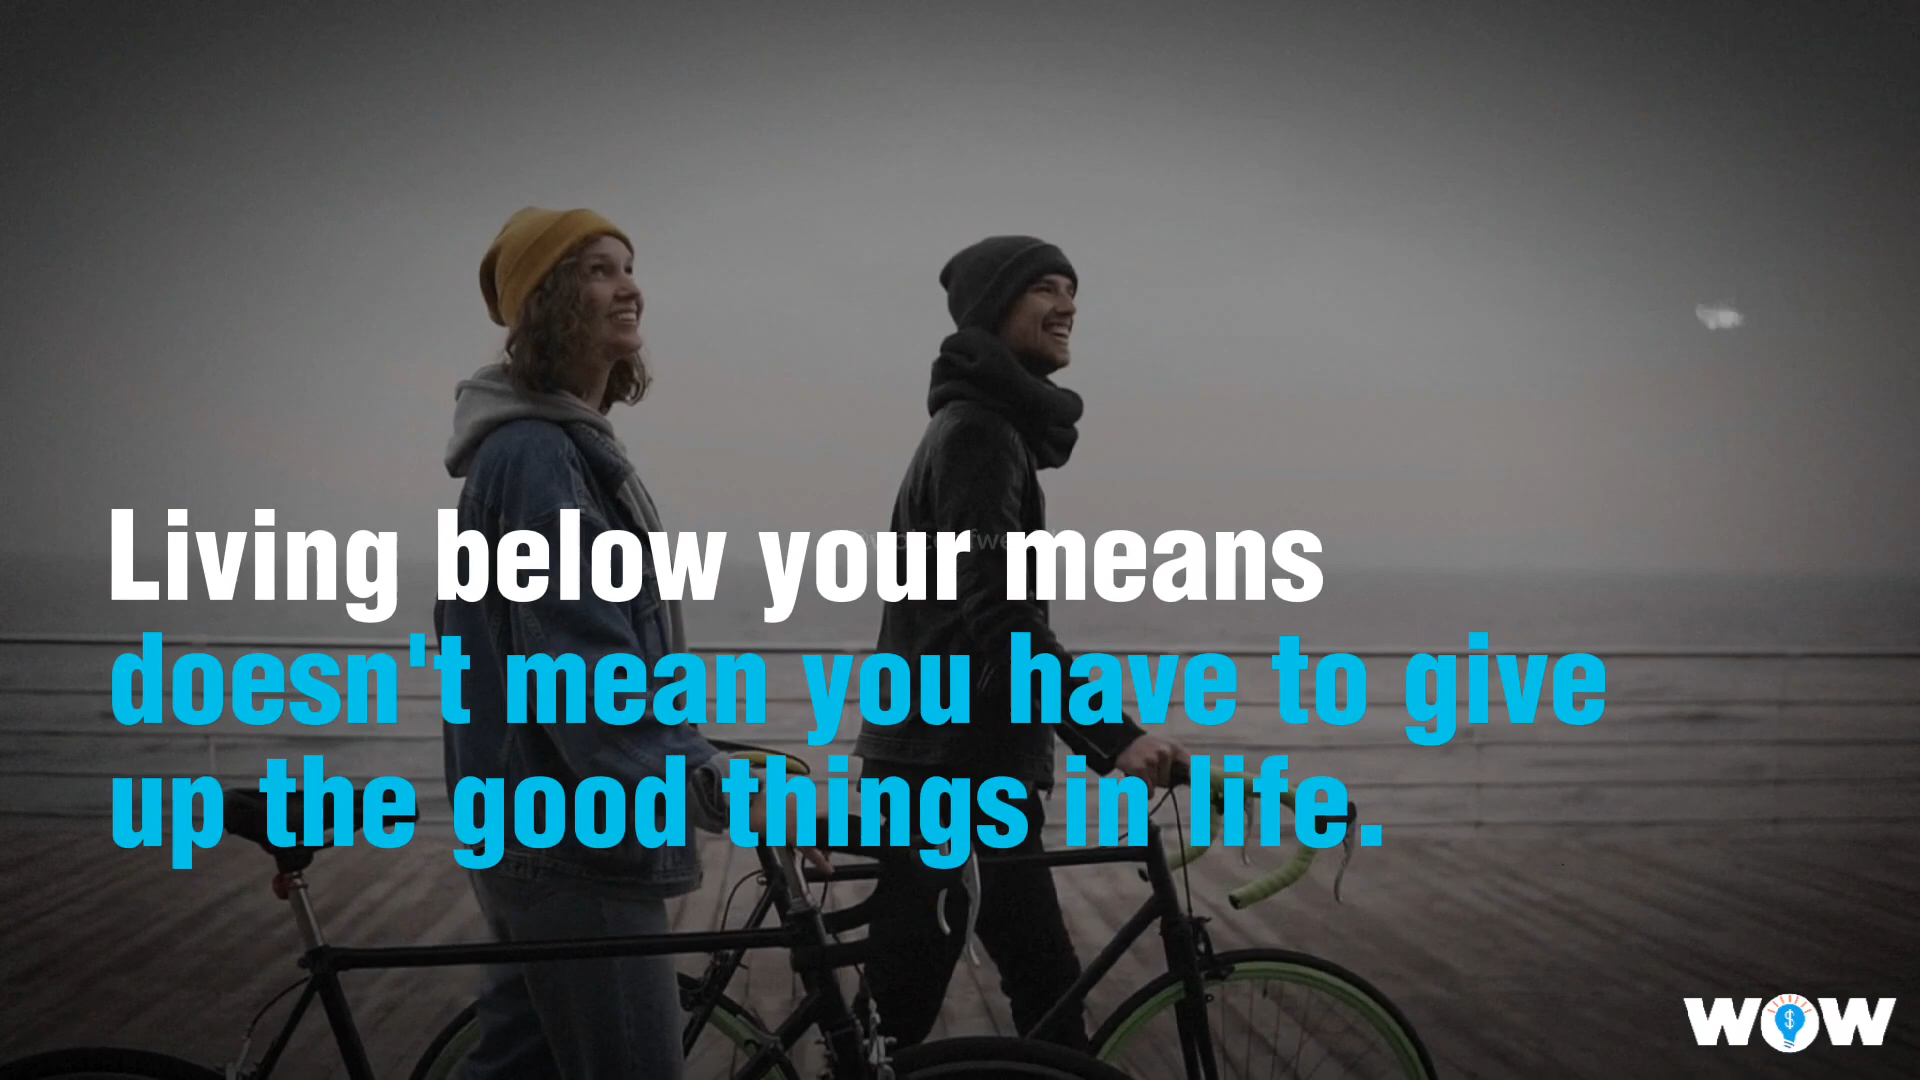 Living below your means
doesn't mean you have to give
up the good things in life.
WOW